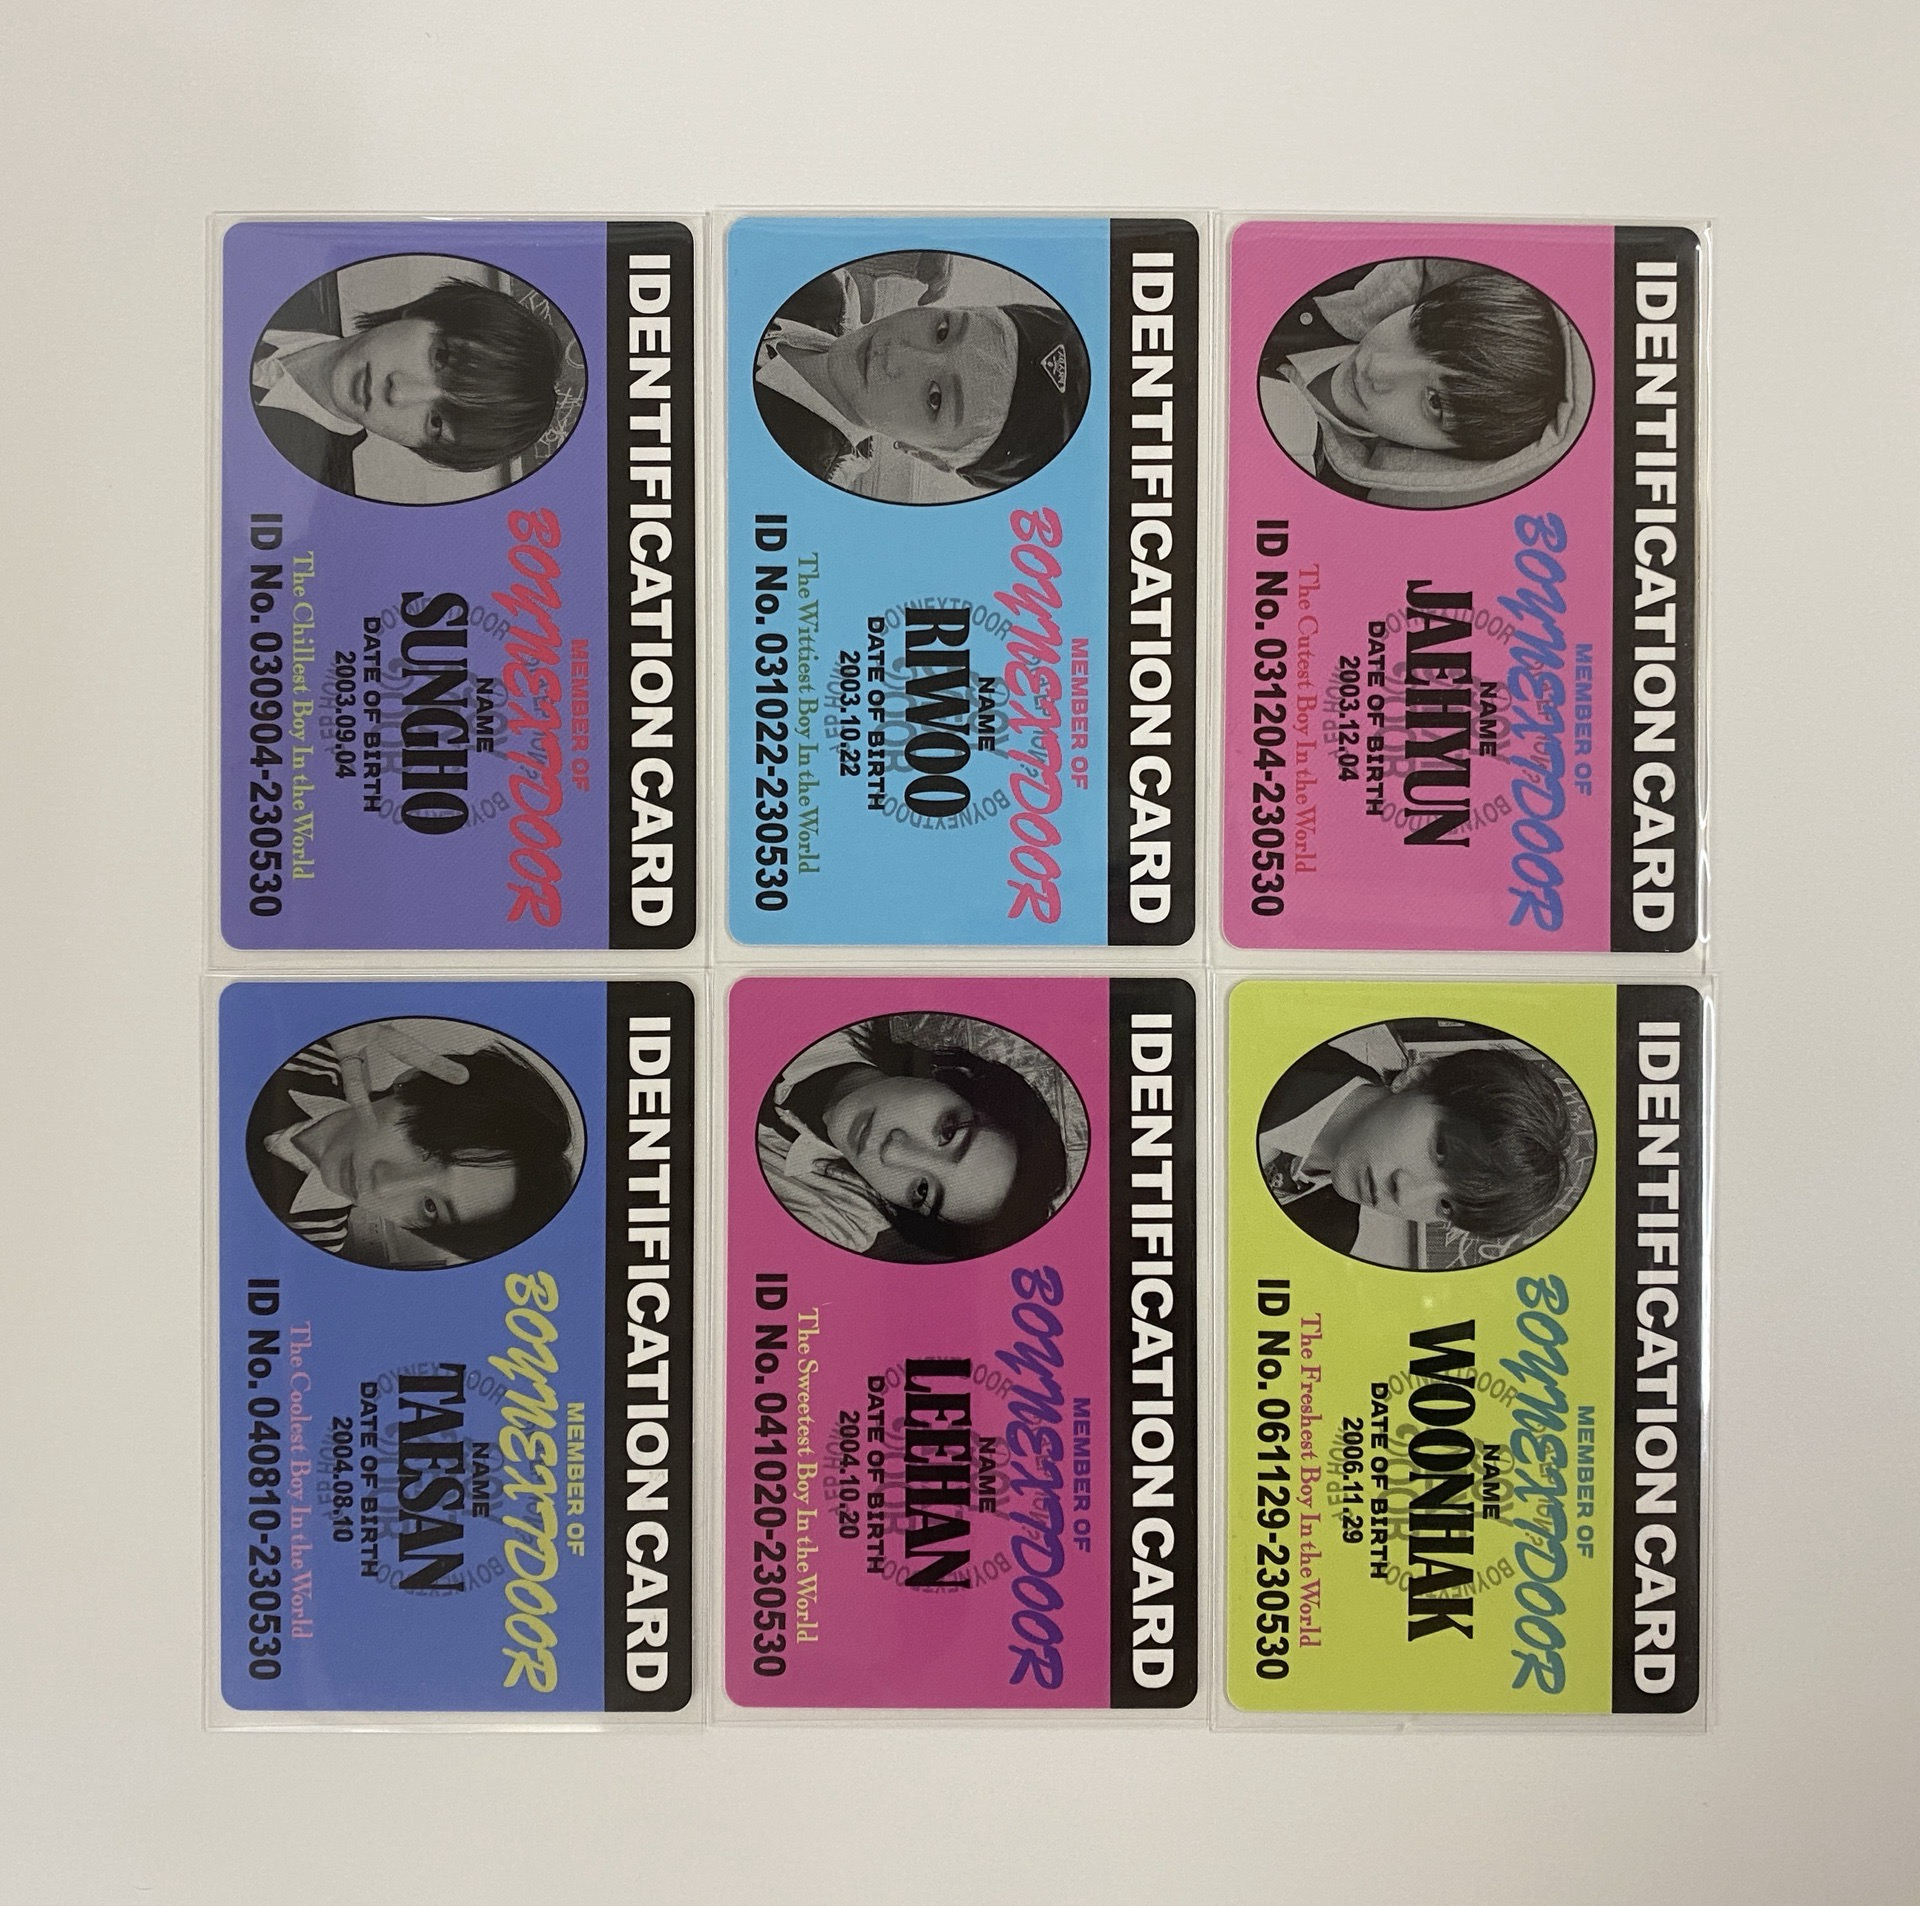 IDENTIFICATION CARD
MEMBER OF
BOYNEXTDOOR
NAME
SUNGHO
DATE OF BIRTH
2003.09.04
The Chillest Boy In the World
ID No. 030904-230530
IDENTIFICATION CARD
MEMBER OF
BOYNEXTDOOR
NAME
RIWOO
DATE OF BIRTH
2003.10.22
The Wittiest Boy In the World
ID No. 031022-230530
IDENTIFICATION CARD
MEMBER OF
BOYNEXTDOOR
NAME
JAEHYUN
DATE OF BIRTH
2003.12.04
The Cutest Boy In the World
ID No. 031204-230530
IDENTIFICATION CARD
MEMBER OF
BOYNEXTDOOR
NAME
TAESAN
DATE OF BIRTH
2004.08.10
The Coolest Boy In the World
ID No. 040810-230530
IDENTIFICATION CARD
MEMBER OF
BOYNEXTDOOR
NAME
LEEHAN
DATE OF BIRTH
2004.10.20
The Sweetest Boy In the World
ID No. 041020-230530
IDENTIFICATION CARD
MEMBER OF
BOYNEXTDOOR
NAME
WOONHAK
DATE OF BIRTH
2006.11.29
The Freshest Boy In the World
ID No. 061129-230530